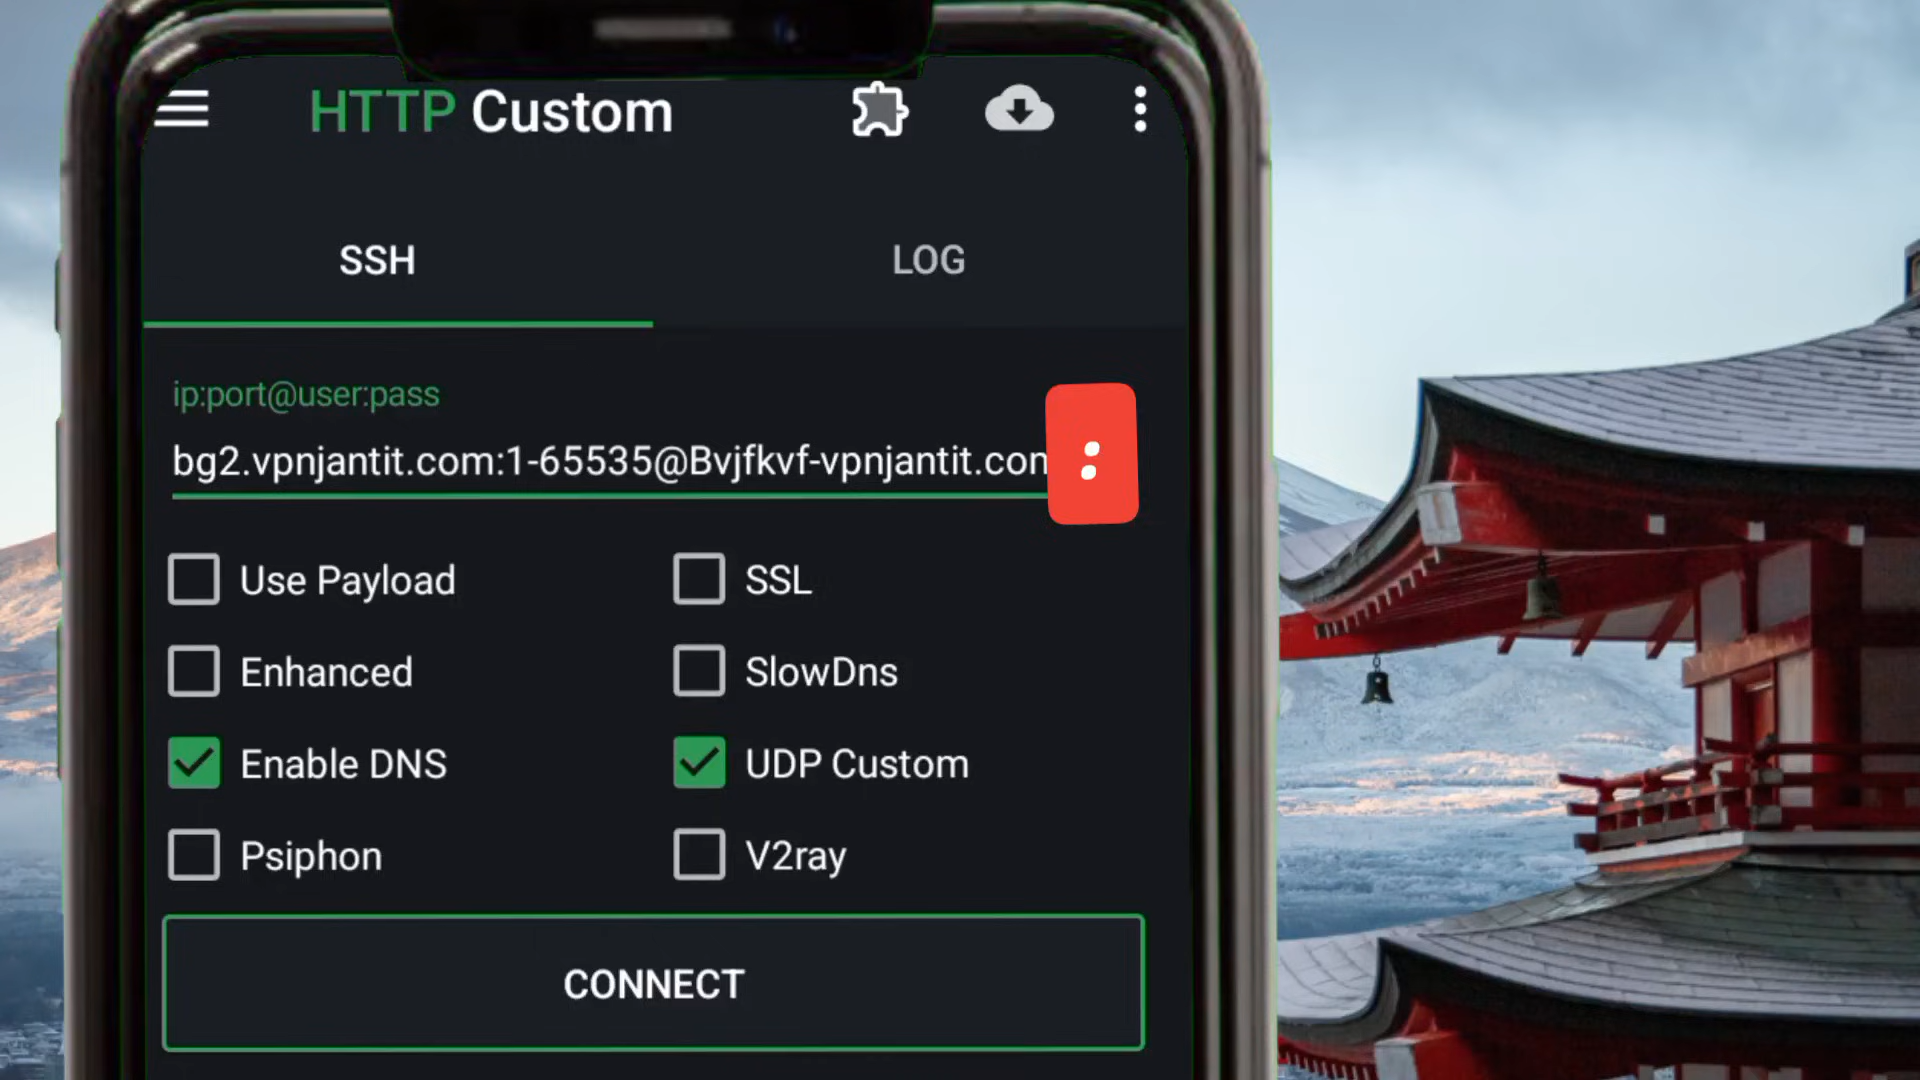 HTTP Custom
SSH
LOG
ip:port@user:pass
bg2.vpnjantit.com:1-65535@Bvjfkvf-vpnjantit.com
:
Use Payload
SSL
Enhanced
SlowDns
Enable DNS
UDP Custom
Psiphon
V2ray
CONNECT